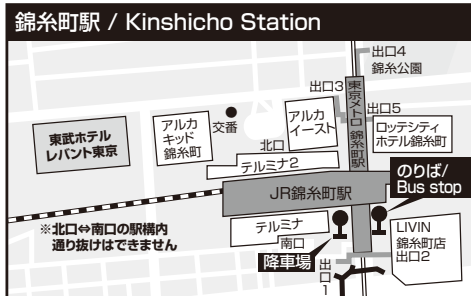 錦糸町駅 / Kinshicho Station
出口4
錦糸公園
出口3
東京メトロ 錦糸町駅
出口5
アルカ
イースト
ロッテシティ
ホテル錦糸町
交番
アルカ
キッド
錦糸町
東武ホテル
レバント東京
北口
テルミナ2
のりば/
Bus stop
JR錦糸町駅
※北口⇔南口の駅構内
通り抜けはできません
テルミナ
南口
降車場
LIVIN
錦糸町店
出口2
出口1